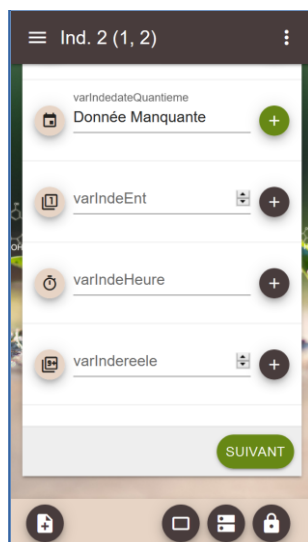 Ind. 2 (1, 2)
varIndedateQuantieme
Donnée Manquante
varIndeEnt
varIndeHeure
varIndereele
SUIVANT